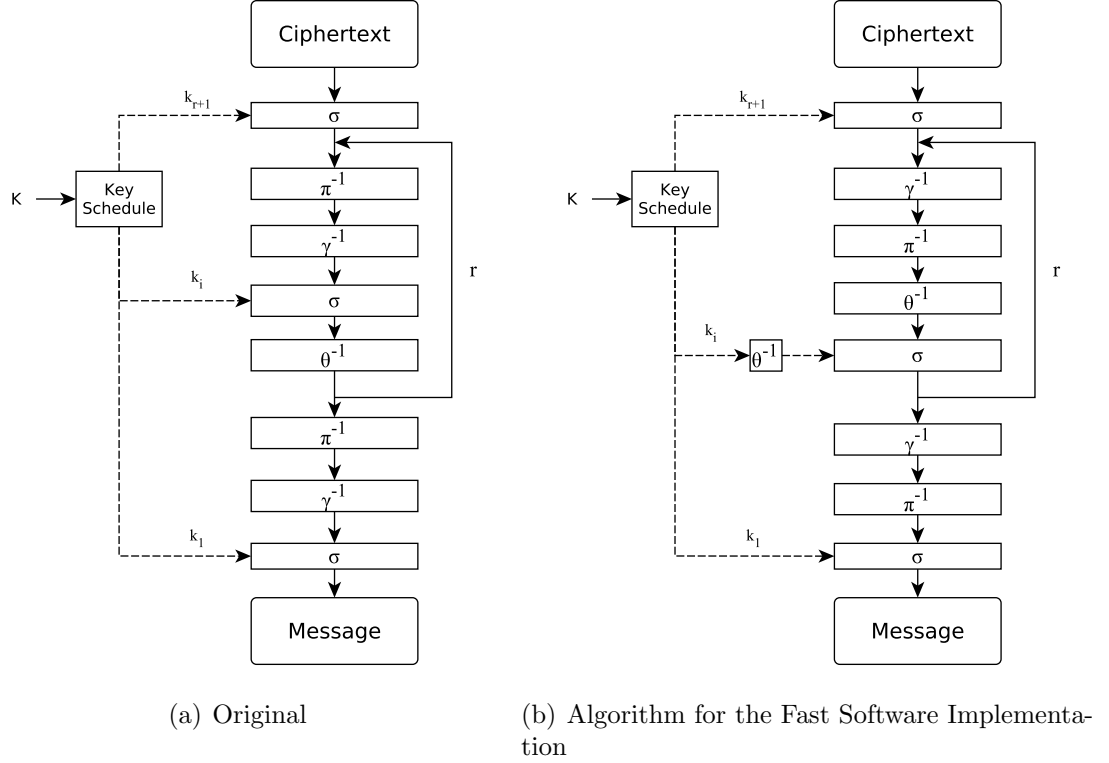 Ciphertext
k_{r+1}
σ
K
Key
Schedule
π^{-1}
γ^{-1}
k_i
σ
r
θ^{-1}
π^{-1}
γ^{-1}
k_1
σ
Message
(a) Original
Ciphertext
k_{r+1}
σ
K
Key
Schedule
γ^{-1}
π^{-1}
θ^{-1}
r
k_i
θ^{-1}
σ
γ^{-1}
π^{-1}
k_1
σ
Message
(b) Algorithm for the Fast Software Implementa-
tion